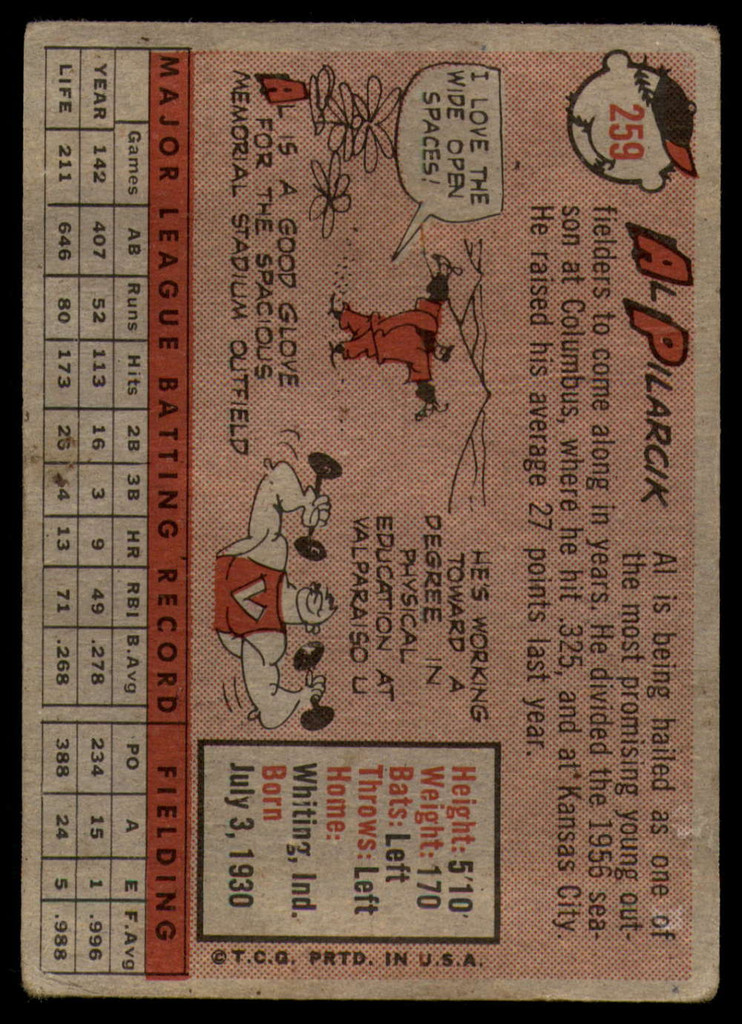 259
AL PILARCIK
Al is being hailed as one of
the most promising young out-
fielders to come along in years. He divided the 1956 sea-
son at Columbus, where he hit .325, and at Kansas City
He raised his average 27 points last year.
I LOVE THE
WIDE OPEN
SPACES!
AL IS A GOOD GLOVE
FOR THE SPACIOUS
MEMORIAL STADIUM OUTFIELD
HE'S WORKING
TOWARD A
DEGREE IN
PHYSICAL
EDUCATION AT
VALPARAISO U
V
Height: 5'10
Weight: 170
Bats: Left
Throws: Left
Home:
Whiting, Ind.
Born
July 3, 1930
© T.C.G. PRTD. IN U.S.A.
MAJOR LEAGUE BATTING RECORD FIELDING
Games AB Runs Hits 2B 3B HR RBI B.Avg PO A E F.Avg
YEAR 142 407 52 113 16 3 9 49 .278 234 15 1 .996
LIFE 211 646 80 173 26 4 13 71 .268 388 24 5 .988